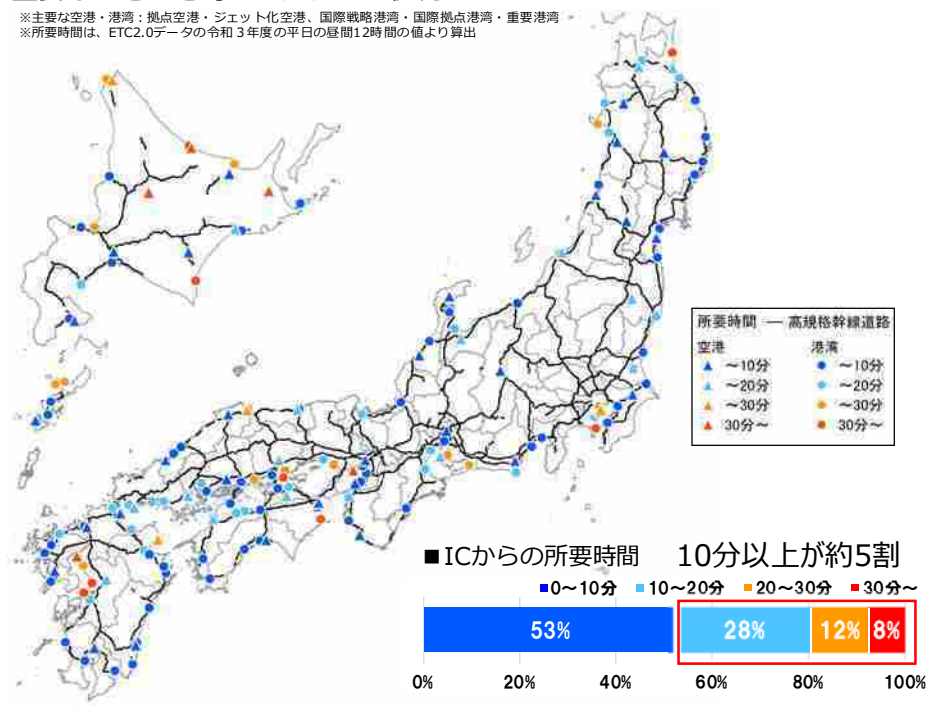 ※主要な空港・港湾：拠点空港・ジェット化空港、国際戦略港湾・国際拠点港湾・重要港湾
※所要時間は、ETC2.0データの令和３年度の平日の昼間12時間の値より算出
所要時間 ― 高規格幹線道路
空港 港湾
～10分 ～10分
～20分 ～20分
～30分 ～30分
30分～ 30分～
■ICからの所要時間 10分以上が約5割
■0～10分 ■10～20分 ■20～30分 ■30分～
53% 28% 12% 8%
0% 20% 40% 60% 80% 100%